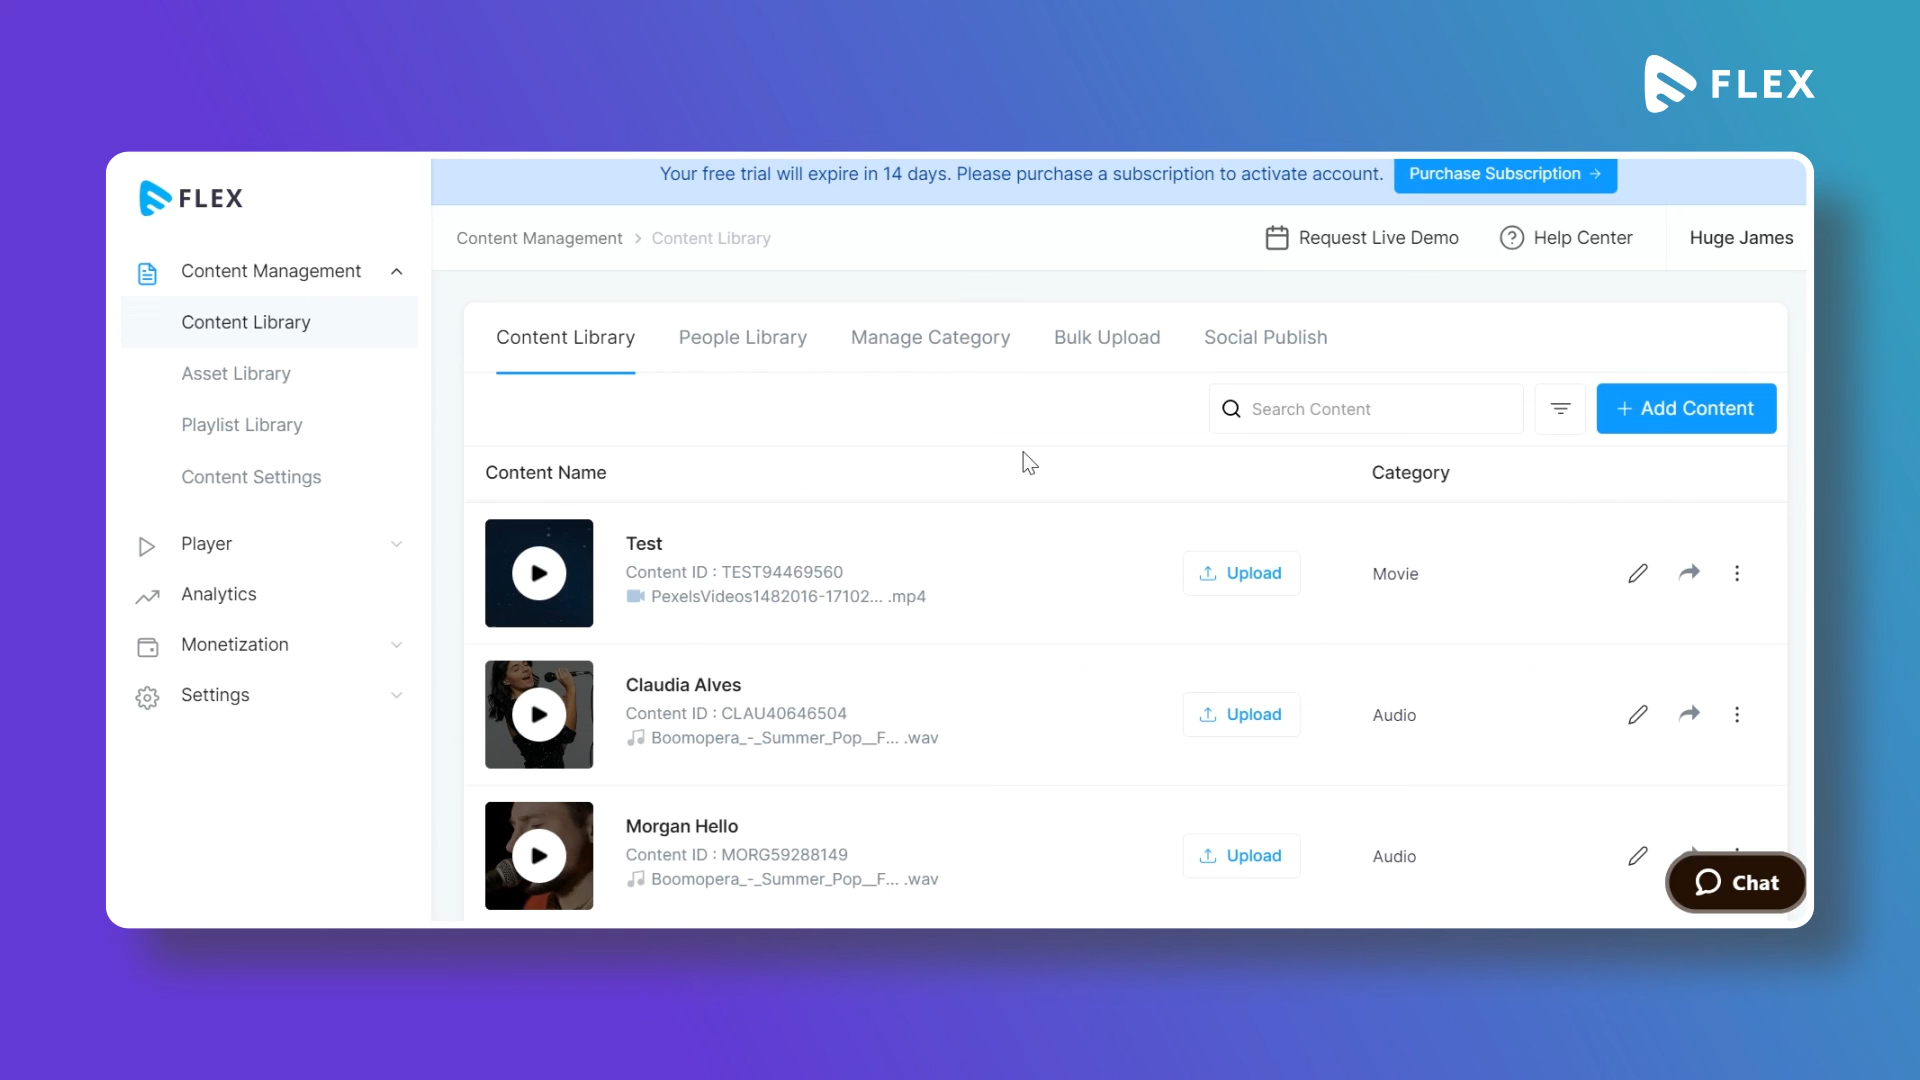 FLEX
FLEX
Your free trial will expire in 14 days. Please purchase a subscription to activate account.
Purchase Subscription →
Content Management > Content Library
Request Live Demo
Help Center
Huge James
Content Management
Content Library
Asset Library
Playlist Library
Content Settings
Player
Analytics
Monetization
Settings
Content Library
People Library
Manage Category
Bulk Upload
Social Publish
Search Content
+ Add Content
Content Name
Category
Test
Content ID : TEST94469560
PexelsVideos1482016-17102... .mp4
Upload
Movie
Claudia Alves
Content ID : CLAU40646504
Boomopera_-_Summer_Pop__F... .wav
Upload
Audio
Morgan Hello
Content ID : MORG59288149
Boomopera_-_Summer_Pop__F... .wav
Upload
Audio
Chat